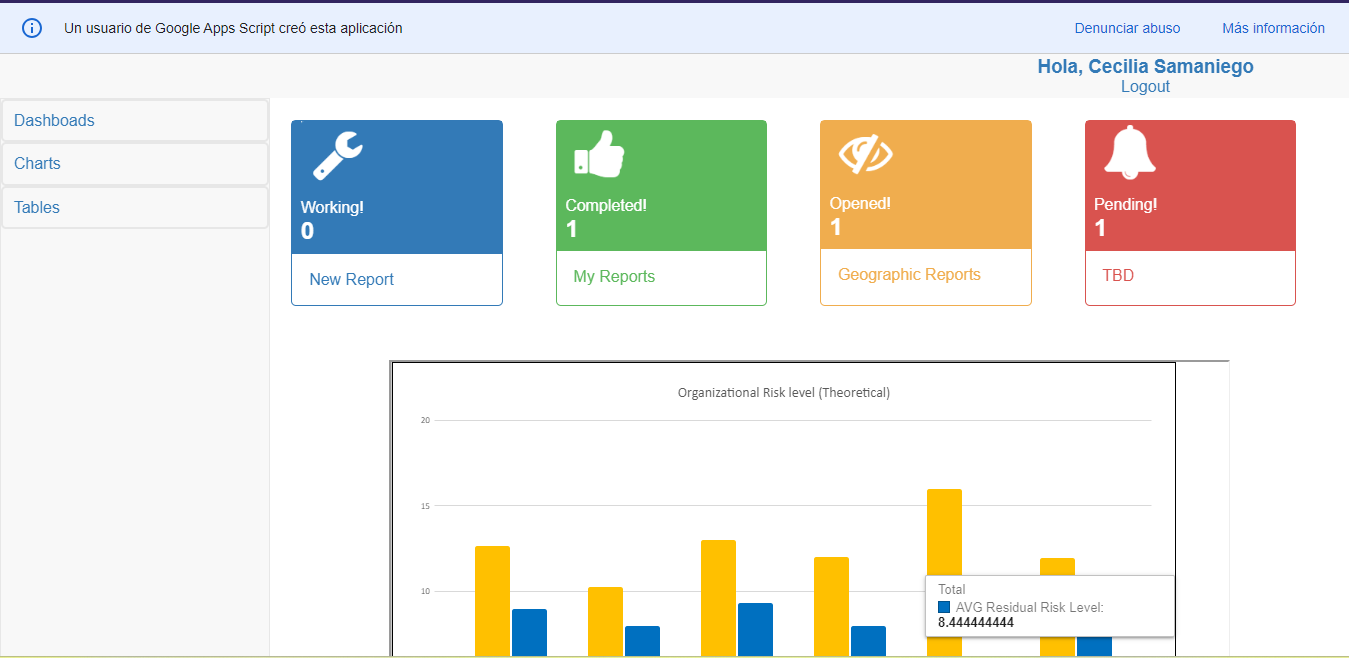 Un usuario de Google Apps Script creó esta aplicación
Denunciar abuso
Más información
Hola, Cecilia Samaniego
Logout
Dashboads
Charts
Tables
Working!
0
New Report
Completed!
1
My Reports
Opened!
1
Geographic Reports
Pending!
1
TBD
Organizational Risk level (Theoretical)
20
15
10
Total
AVG Residual Risk Level:
8.444444444